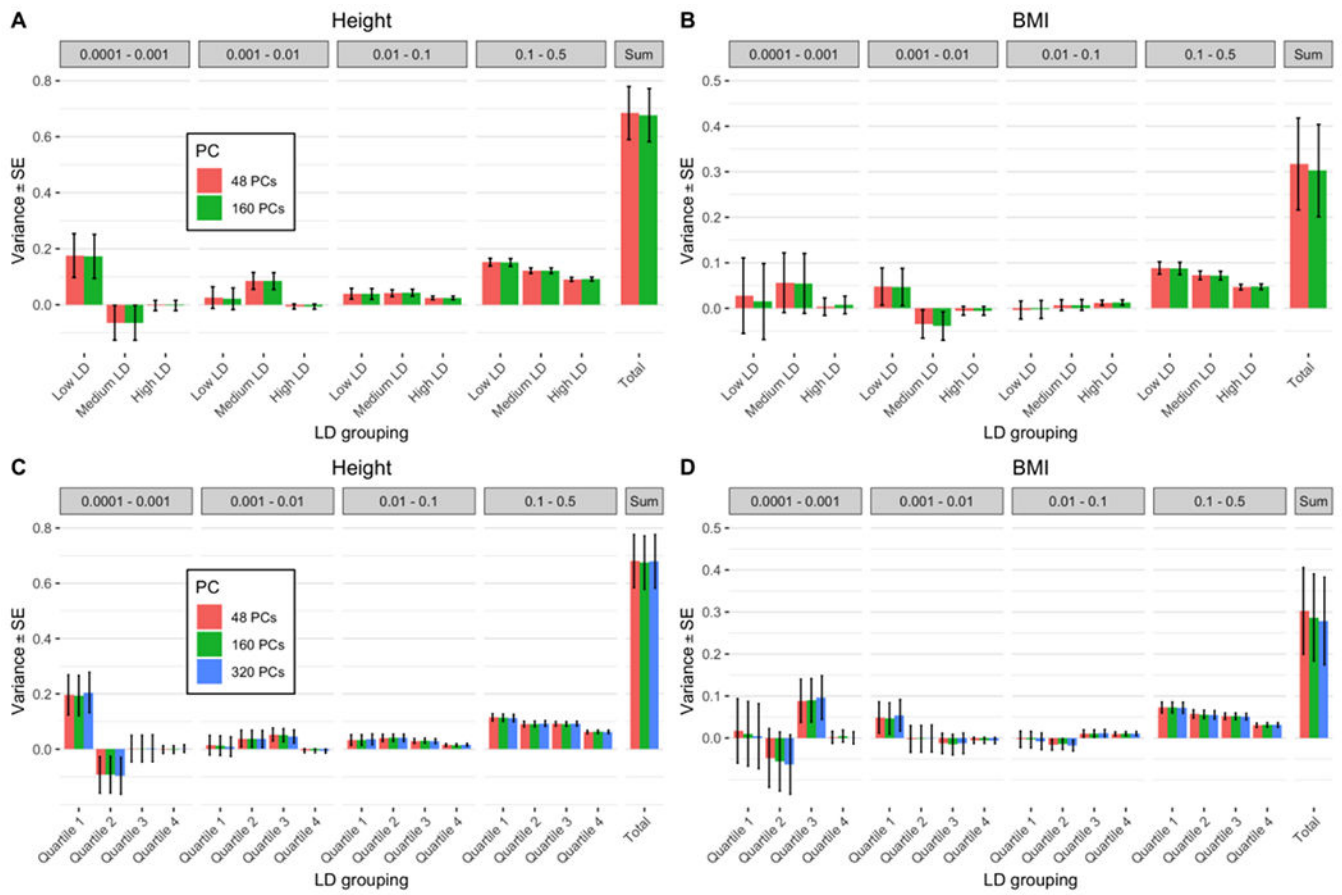 A Height
0.0001 - 0.001 0.001 - 0.01 0.01 - 0.1 0.1 - 0.5 Sum
Variance ± SE
0.8
0.6
0.4
0.2
0.0
PC
48 PCs
160 PCs
Low LD Medium LD High LD Low LD Medium LD High LD Low LD Medium LD High LD Low LD Medium LD High LD Total
LD grouping
B BMI
0.0001 - 0.001 0.001 - 0.01 0.01 - 0.1 0.1 - 0.5 Sum
Variance ± SE
0.5
0.4
0.3
0.2
0.1
0.0
Low LD Medium LD High LD Low LD Medium LD High LD Low LD Medium LD High LD Low LD Medium LD High LD Total
LD grouping
C Height
0.0001 - 0.001 0.001 - 0.01 0.01 - 0.1 0.1 - 0.5 Sum
Variance ± SE
0.8
0.6
0.4
0.2
0.0
PC
48 PCs
160 PCs
320 PCs
Quartile 1 Quartile 2 Quartile 3 Quartile 4 Quartile 1 Quartile 2 Quartile 3 Quartile 4 Quartile 1 Quartile 2 Quartile 3 Quartile 4 Quartile 1 Quartile 2 Quartile 3 Quartile 4 Total
LD grouping
D BMI
0.0001 - 0.001 0.001 - 0.01 0.01 - 0.1 0.1 - 0.5 Sum
Variance ± SE
0.5
0.4
0.3
0.2
0.1
0.0
Quartile 1 Quartile 2 Quartile 3 Quartile 4 Quartile 1 Quartile 2 Quartile 3 Quartile 4 Quartile 1 Quartile 2 Quartile 3 Quartile 4 Quartile 1 Quartile 2 Quartile 3 Quartile 4 Total
LD grouping